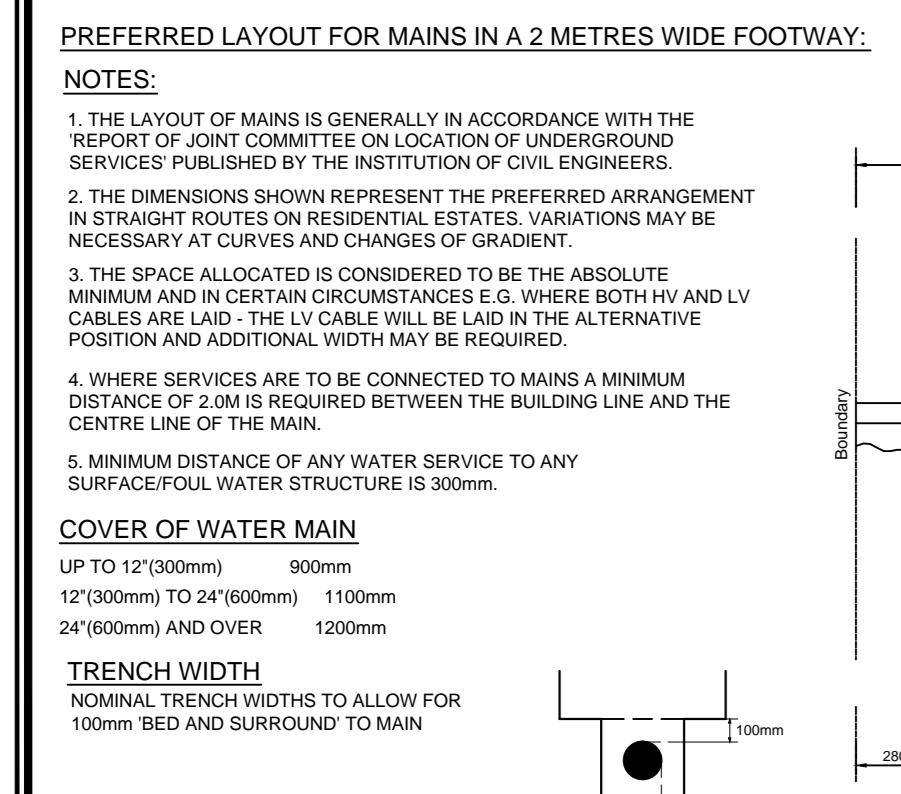 PREFERRED LAYOUT FOR MAINS IN A 2 METRES WIDE FOOTWAY:
NOTES:
1. THE LAYOUT OF MAINS IS GENERALLY IN ACCORDANCE WITH THE
'REPORT OF JOINT COMMITTEE ON LOCATION OF UNDERGROUND
SERVICES' PUBLISHED BY THE INSTITUTION OF CIVIL ENGINEERS.
2. THE DIMENSIONS SHOWN REPRESENT THE PREFERRED ARRANGEMENT
IN STRAIGHT ROUTES ON RESIDENTIAL ESTATES. VARIATIONS MAY BE
NECESSARY AT CURVES AND CHANGES OF GRADIENT.
3. THE SPACE ALLOCATED IS CONSIDERED TO BE THE ABSOLUTE
MINIMUM AND IN CERTAIN CIRCUMSTANCES E.G. WHERE BOTH HV AND LV
CABLES ARE LAID - THE LV CABLE WILL BE LAID IN THE ALTERNATIVE
POSITION AND ADDITIONAL WIDTH MAY BE REQUIRED.
4. WHERE SERVICES ARE TO BE CONNECTED TO MAINS A MINIMUM
DISTANCE OF 2.0M IS REQUIRED BETWEEN THE BUILDING LINE AND THE
CENTRE LINE OF THE MAIN.
5. MINIMUM DISTANCE OF ANY WATER SERVICE TO ANY
SURFACE/FOUL WATER STRUCTURE IS 300mm.
COVER OF WATER MAIN
UP TO 12"(300mm) 900mm
12"(300mm) TO 24"(600mm) 1100mm
24"(600mm) AND OVER 1200mm
TRENCH WIDTH
NOMINAL TRENCH WIDTHS TO ALLOW FOR
100mm 'BED AND SURROUND' TO MAIN
100mm
Boundary